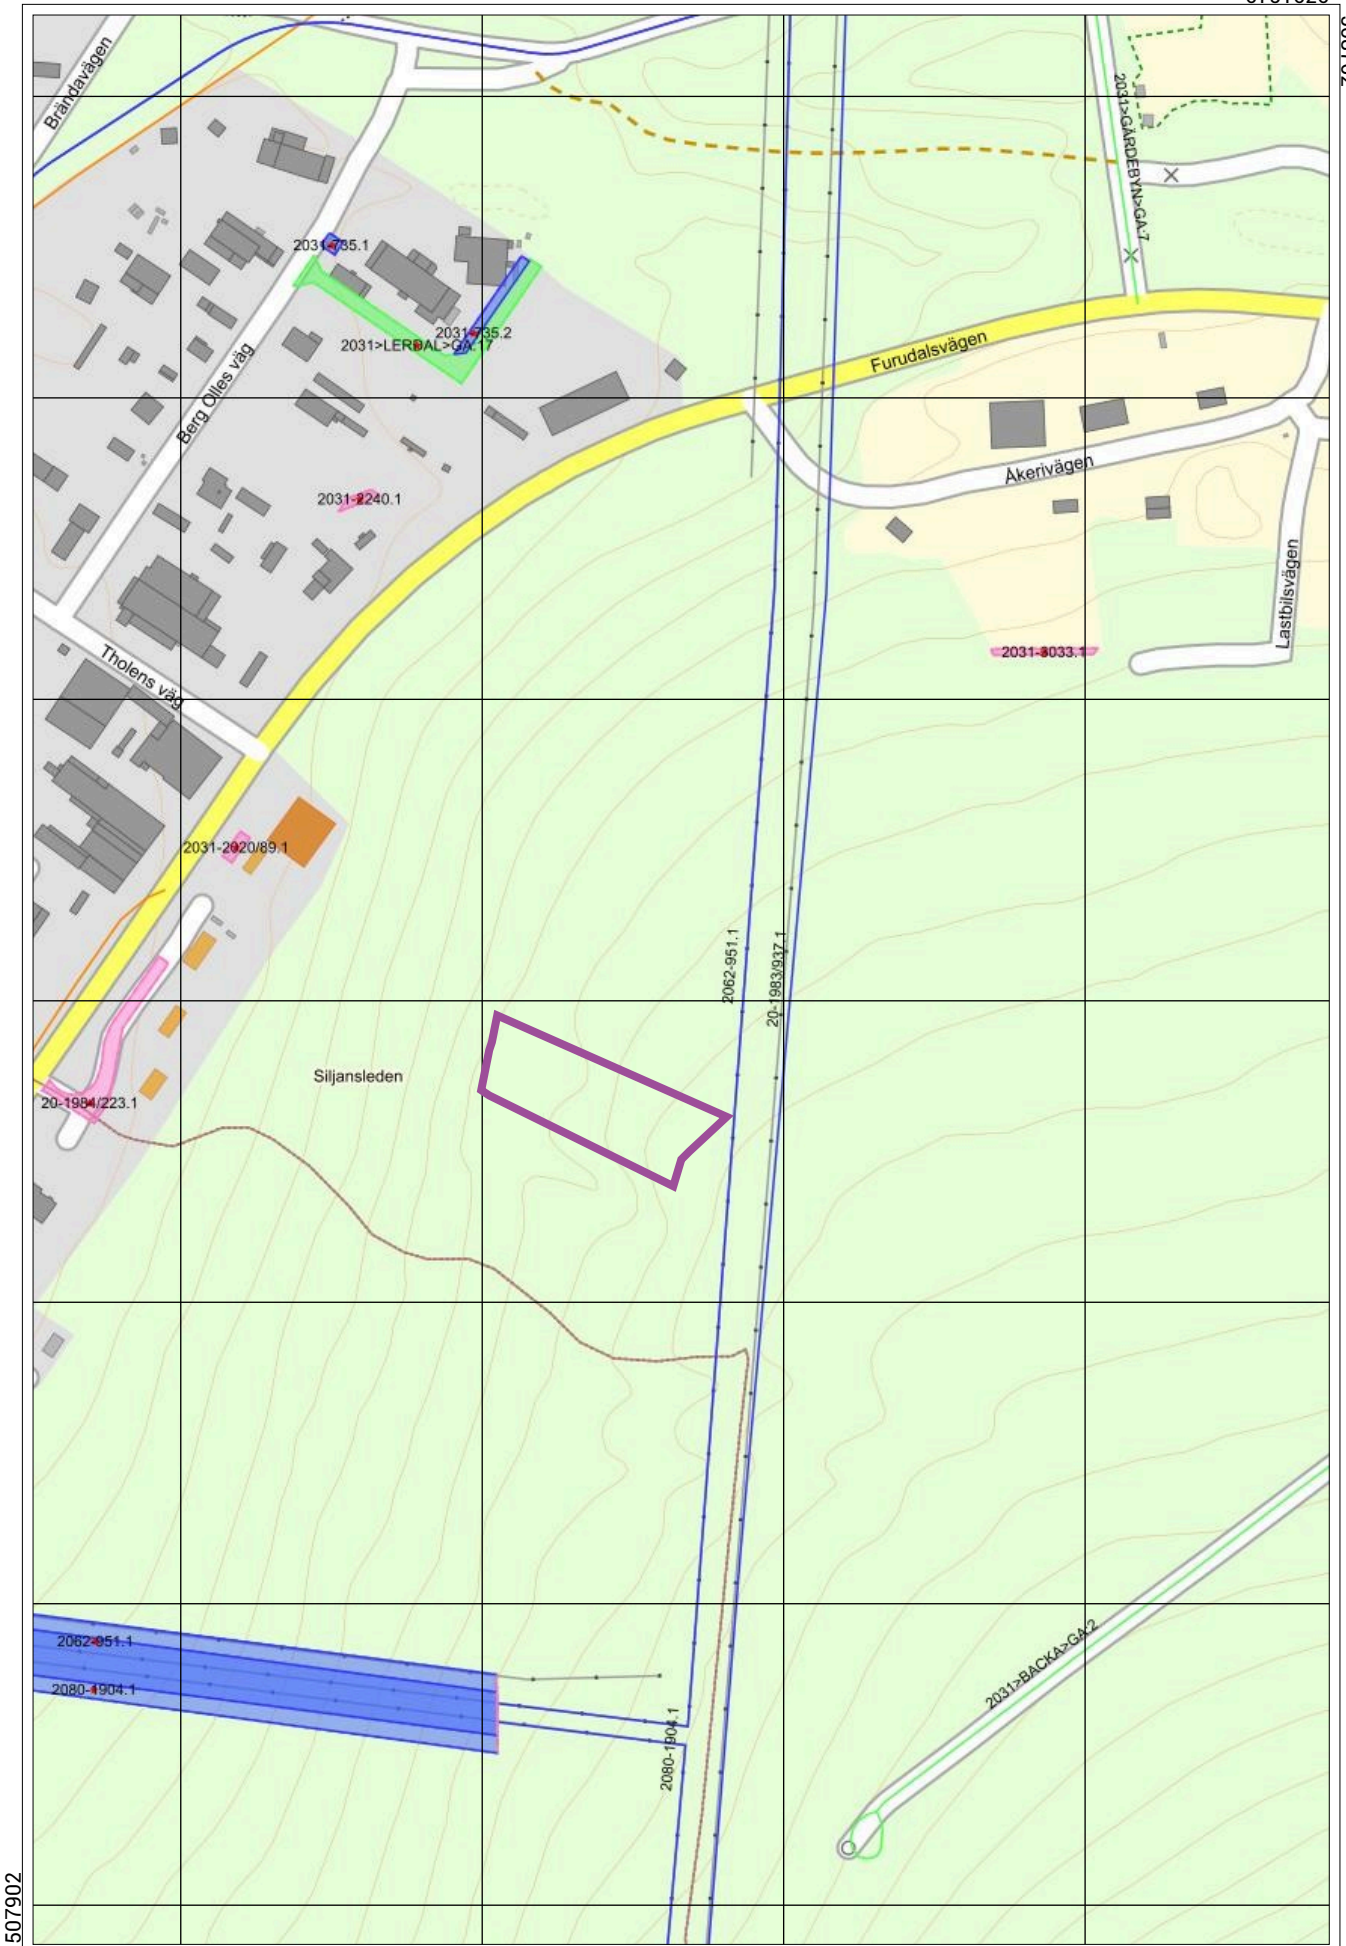 Brändavägen
2031>GÄRDEBYN>GA:7
2031-735.1
2031-735.2
2031>LERDAL>GA:17
Furudalsvägen
Berg Olles väg
Åkerivägen
2031-2240.1
Lastbilsvägen
2031-3033.1
Tholens väg
2031-2020/89.1
2062-951.1
20-1983/937.1
Siljansleden
20-1984/223.1
2062-951.1
2031>BACKA>GA:2
2080-1904.1
2080-1904.1
507902